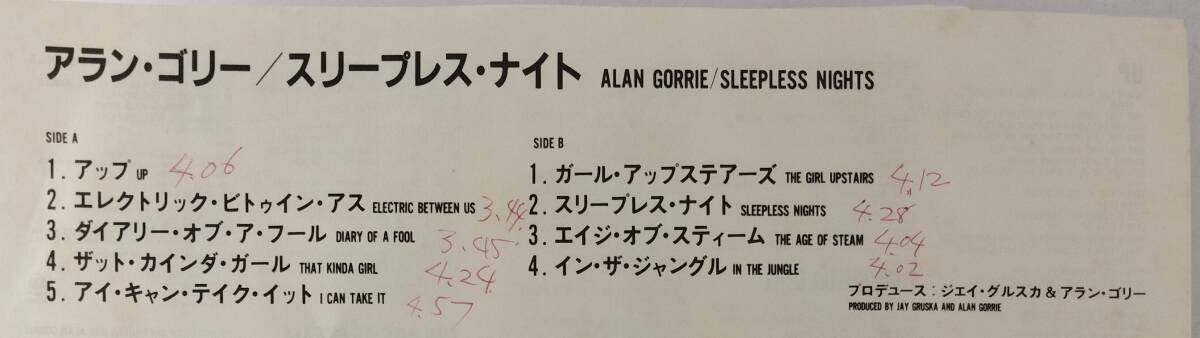 アラン・ゴリー/スリープレス・ナイト ALAN GORRIE/SLEEPLESS NIGHTS
SIDE A
1. アップ UP 4.06
2. エレクトリック・ビトゥイン・アス ELECTRIC BETWEEN US 3.44
3. ダイアリー・オブ・ア・フール DIARY OF A FOOL 3.45
4. ザット・カインダ・ガール THAT KINDA GIRL 4.24
5. アイ・キャン・テイク・イット I CAN TAKE IT 4.57
SIDE B
1. ガール・アップステアーズ THE GIRL UPSTAIRS 4.12
2. スリープレス・ナイト SLEEPLESS NIGHTS 4.28
3. エイジ・オブ・スティーム THE AGE OF STEAM 4.04
4. イン・ザ・ジャングル IN THE JUNGLE 4.02
プロデュース：ジェイ・グルスカ & アラン・ゴリー
PRODUCED BY JAY GRUSKA AND ALAN GORRIE
UP